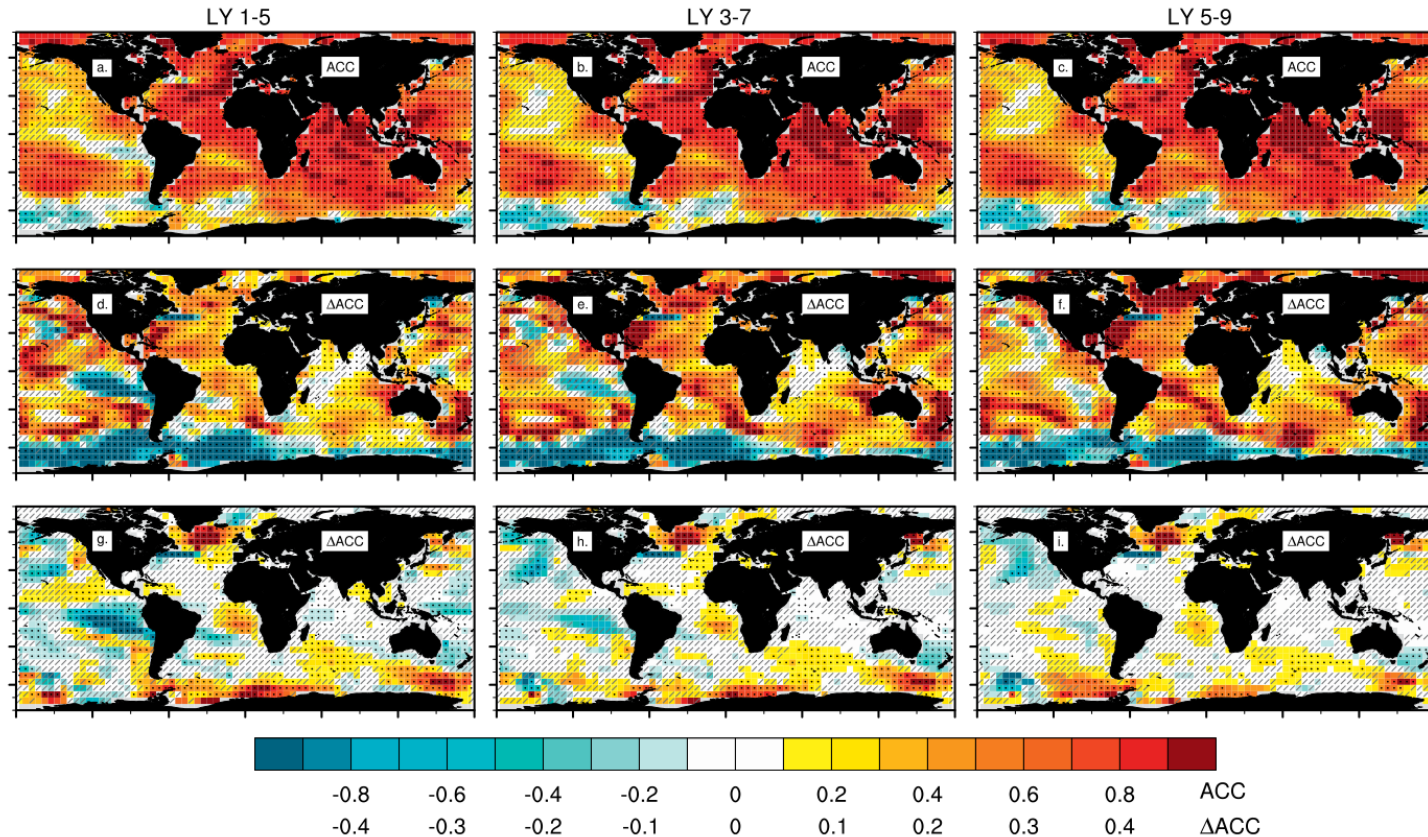 LY 1-5 LY 3-7 LY 5-9
a. ACC b. ACC c. ACC
d. ΔACC e. ΔACC f. ΔACC
g. ΔACC h. ΔACC i. ΔACC
-0.8 -0.6 -0.4 -0.2 0 0.2 0.4 0.6 0.8 ACC
-0.4 -0.3 -0.2 -0.1 0 0.1 0.2 0.3 0.4 ΔACC